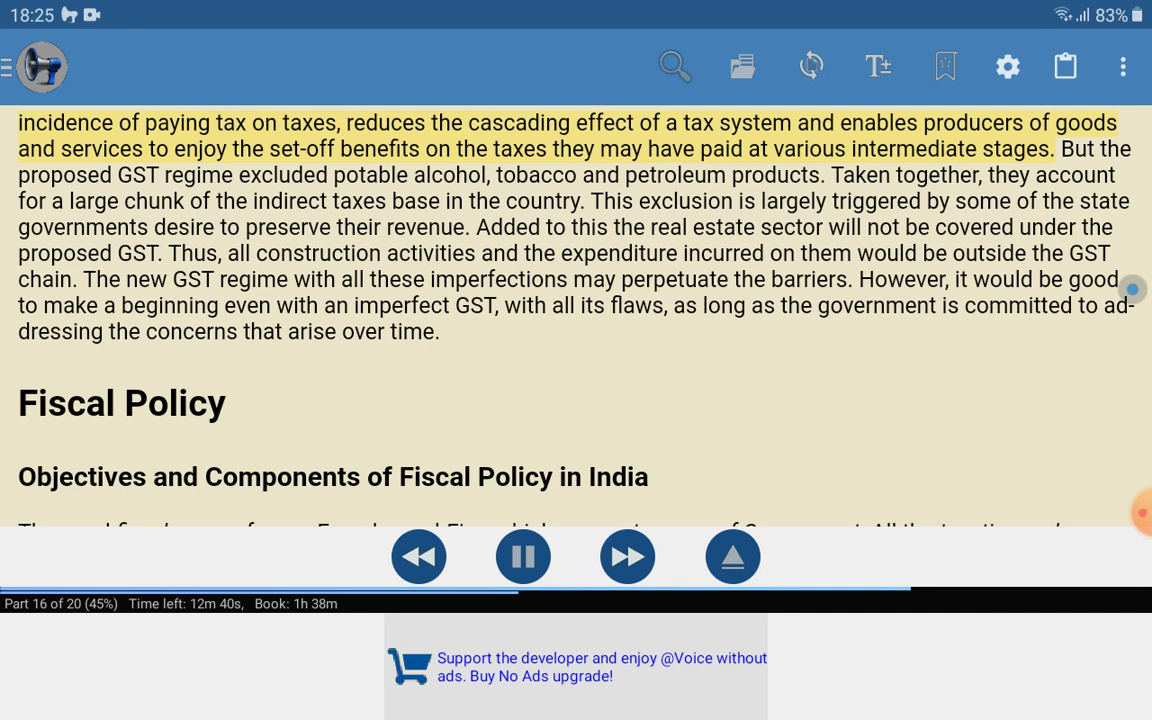 18:25
83%
T±
incidence of paying tax on taxes, reduces the cascading effect of a tax system and enables producers of goods
and services to enjoy the set-off benefits on the taxes they may have paid at various intermediate stages. But the
proposed GST regime excluded potable alcohol, tobacco and petroleum products. Taken together, they account
for a large chunk of the indirect taxes base in the country. This exclusion is largely triggered by some of the state
governments desire to preserve their revenue. Added to this the real estate sector will not be covered under the
proposed GST. Thus, all construction activities and the expenditure incurred on them would be outside the GST
chain. The new GST regime with all these imperfections may perpetuate the barriers. However, it would be good
to make a beginning even with an imperfect GST, with all its flaws, as long as the government is committed to ad-
dressing the concerns that arise over time.
Fiscal Policy
Objectives and Components of Fiscal Policy in India
Part 16 of 20 (45%) Time left: 12m 40s, Book: 1h 38m
Support the developer and enjoy @Voice without
ads. Buy No Ads upgrade!